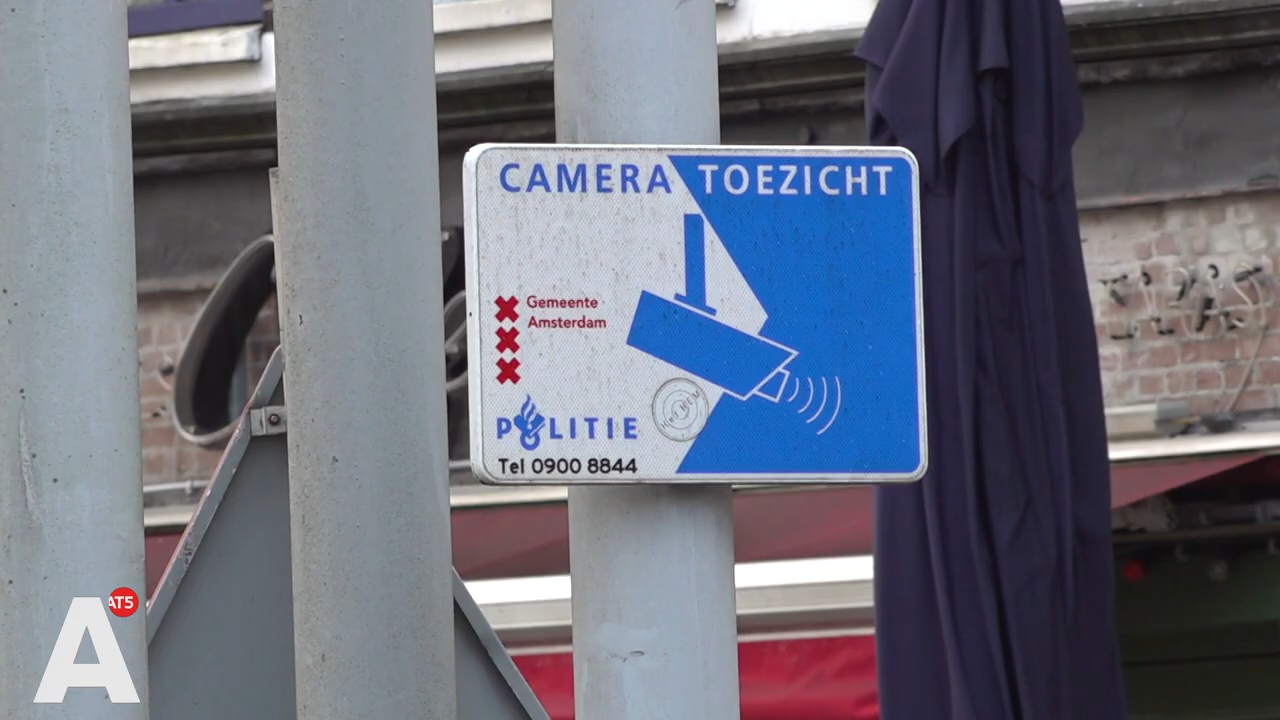 CAMERA TOEZICHT
Gemeente
Amsterdam
POLITIE
Tel 0900 8844
AT5
A